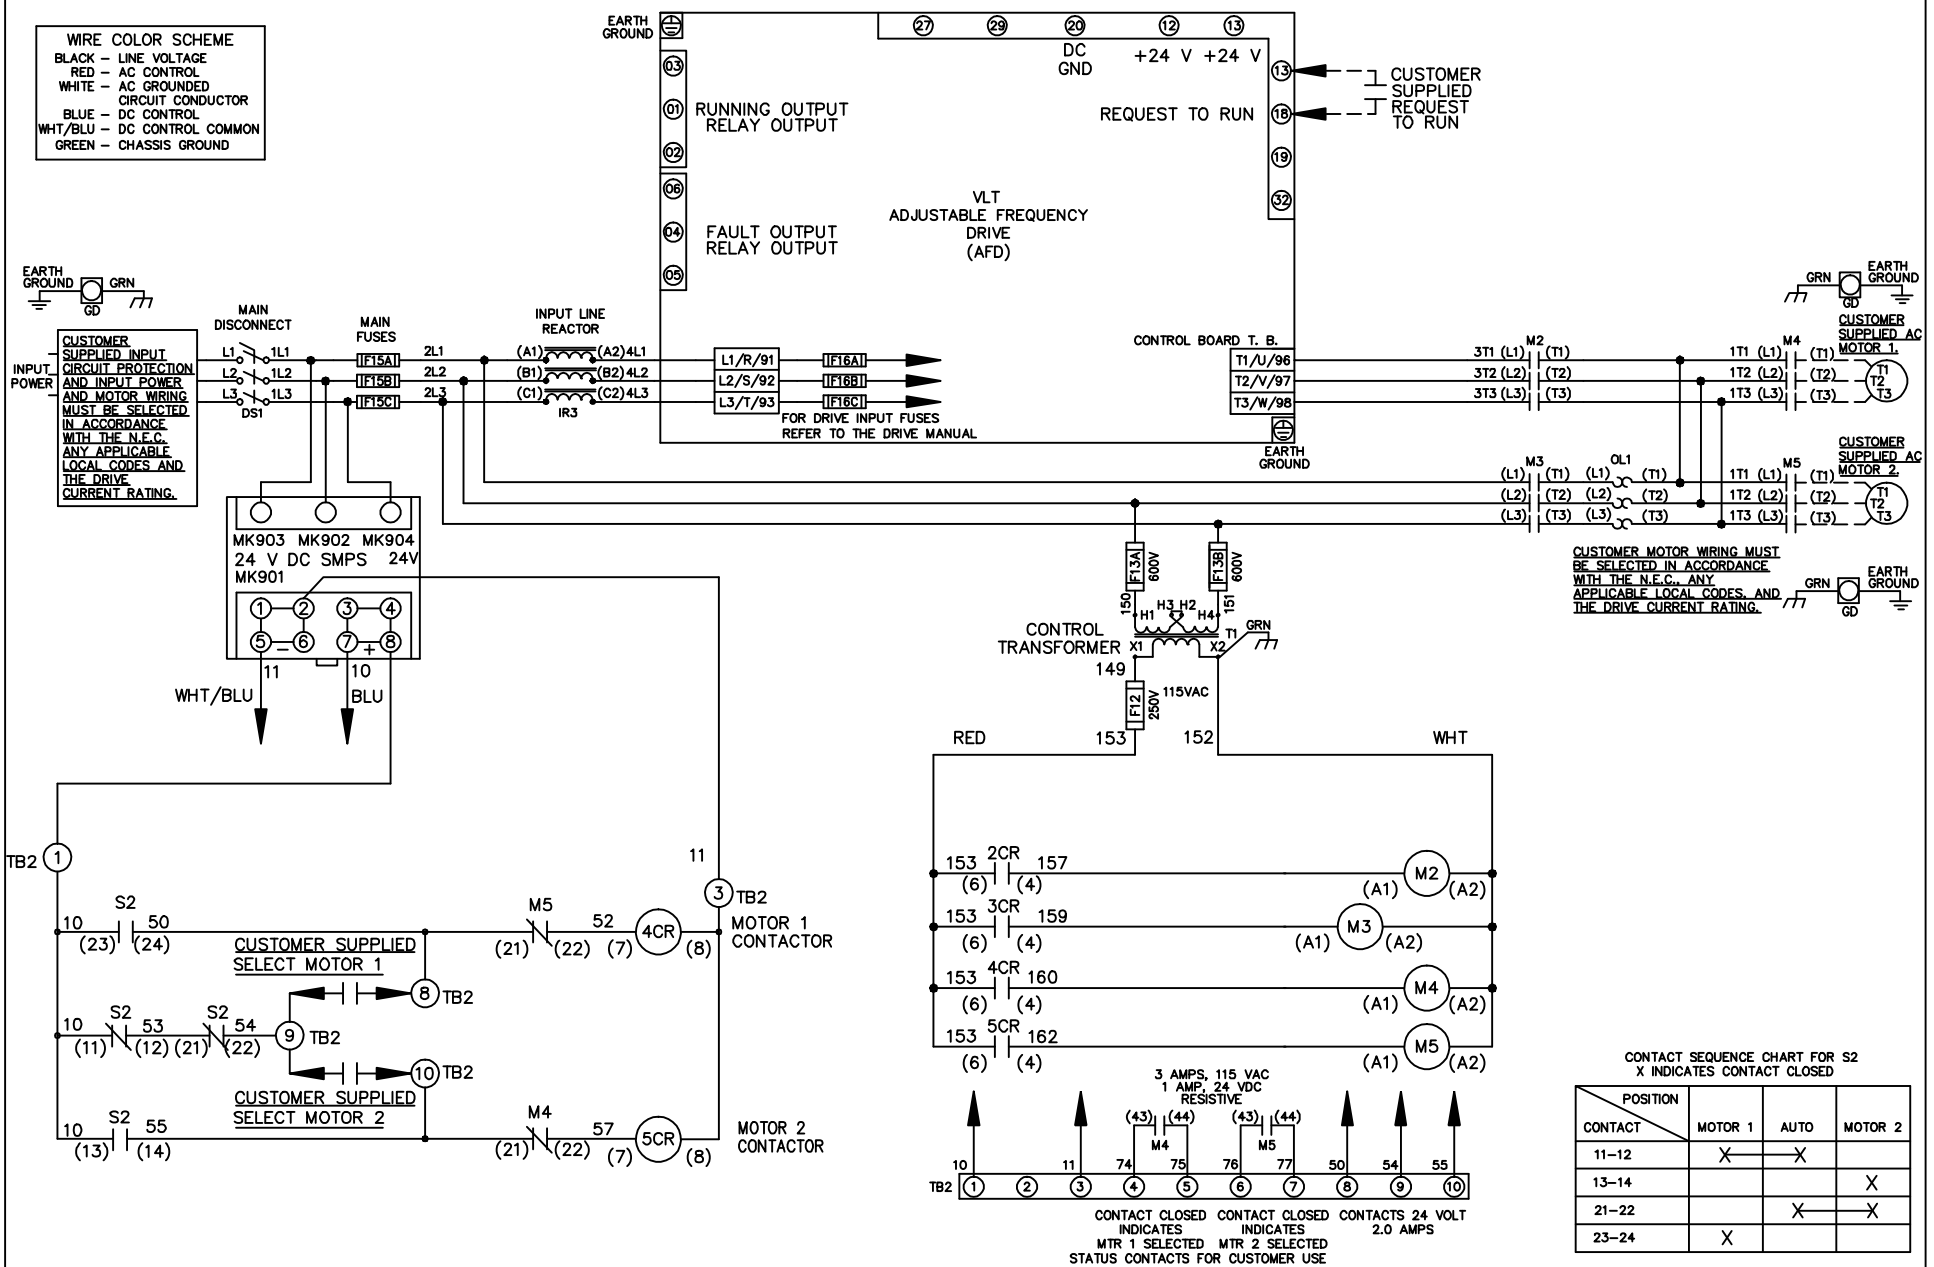 WIRE COLOR SCHEME
BLACK – LINE VOLTAGE
RED – AC CONTROL
WHITE – AC GROUNDED
CIRCUIT CONDUCTOR
BLUE – DC CONTROL
WHT/BLU – DC CONTROL COMMON
GREEN – CHASSIS GROUND
EARTH
GROUND
03
01
02
RUNNING OUTPUT
RELAY OUTPUT
06
04
05
FAULT OUTPUT
RELAY OUTPUT
27 29 20 12 13
DC
GND
+24 V +24 V
13
18
19
32
REQUEST TO RUN
CUSTOMER
SUPPLIED
REQUEST
TO RUN
VLT
ADJUSTABLE FREQUENCY
DRIVE
(AFD)
EARTH
GROUND
GRN
GD
INPUT
POWER
CUSTOMER
SUPPLIED INPUT
CIRCUIT PROTECTION
AND INPUT POWER
AND MOTOR WIRING
MUST BE SELECTED
IN ACCORDANCE
WITH THE N.E.C.
ANY APPLICABLE
LOCAL CODES AND
THE DRIVE
CURRENT RATING.
MAIN
DISCONNECT
L1 1L1
L2 1L2
L3 1L3
DS1
MAIN
FUSES
F15A
F15B
F15C
2L1
2L2
2L3
INPUT LINE
REACTOR
(A1) (A2) 4L1
(B1) (B2) 4L2
(C1) (C2) 4L3
IR3
L1/R/91 F16A
L2/S/92 F16B
L3/T/93 F16C
FOR DRIVE INPUT FUSES
REFER TO THE DRIVE MANUAL
CONTROL BOARD T. B.
T1/U/96
T2/V/97
T3/W/98
EARTH
GROUND
M2
3T1 (L1) (T1)
3T2 (L2) (T2)
3T3 (L3) (T3)
M4
1T1 (L1) (T1)
1T2 (L2) (T2)
1T3 (L3) (T3)
T1
T2
T3
GRN
GD
EARTH
GROUND
CUSTOMER
SUPPLIED AC
MOTOR 1.
M3 OL1
(L1) (T1) (L1) (T1)
(L2) (T2) (L2) (T2)
(L3) (T3) (L3) (T3)
M5
1T1 (L1) (T1)
1T2 (L2) (T2)
1T3 (L3) (T3)
T1
T2
T3
CUSTOMER
SUPPLIED AC
MOTOR 2.
CUSTOMER MOTOR WIRING MUST
BE SELECTED IN ACCORDANCE
WITH THE N.E.C., ANY
APPLICABLE LOCAL CODES, AND
THE DRIVE CURRENT RATING.
GRN
GD
EARTH
GROUND
MK903 MK902 MK904
24 V DC SMPS 24V
MK901
1 2 3 4
5 – 6 7 + 8
11
10
WHT/BLU
BLU
F13A
600V
F13B
600V
150
151
H1 H3 H2 H4
CONTROL
TRANSFORMER
X1 X2
T1
GRN
149
F12
250V
115VAC
153
152
RED
WHT
TB2 1
11
3 TB2
10 S2 50
(23) (24)
M5
(21) (22)
52
(7) 4CR (8)
MOTOR 1
CONTACTOR
CUSTOMER SUPPLIED
SELECT MOTOR 1
8 TB2
10 S2 53 S2 54
(11) (12) (21) (22)
9 TB2
10 TB2
CUSTOMER SUPPLIED
SELECT MOTOR 2
10 S2 55
(13) (14)
M4
(21) (22)
57
(7) 5CR (8)
MOTOR 2
CONTACTOR
153 2CR 157
(6) (4)
(A1) M2 (A2)
153 3CR 159
(6) (4)
(A1) M3 (A2)
153 4CR 160
(6) (4)
(A1) M4 (A2)
153 5CR 162
(6) (4)
(A1) M5 (A2)
3 AMPS, 115 VAC
1 AMP, 24 VDC
RESISTIVE
(43) (44) (43) (44)
M4 M5
10 11 74 75 76 77 50 54 55
TB2 1 2 3 4 5 6 7 8 9 10
CONTACT CLOSED
INDICATES
MTR 1 SELECTED
CONTACT CLOSED
INDICATES
MTR 2 SELECTED
STATUS CONTACTS FOR CUSTOMER USE
CONTACTS 24 VOLT
2.0 AMPS
CONTACT SEQUENCE CHART FOR S2
X INDICATES CONTACT CLOSED
POSITION
CONTACT MOTOR 1 AUTO MOTOR 2
11–12 X X
13–14 X
21–22 X X
23–24 X